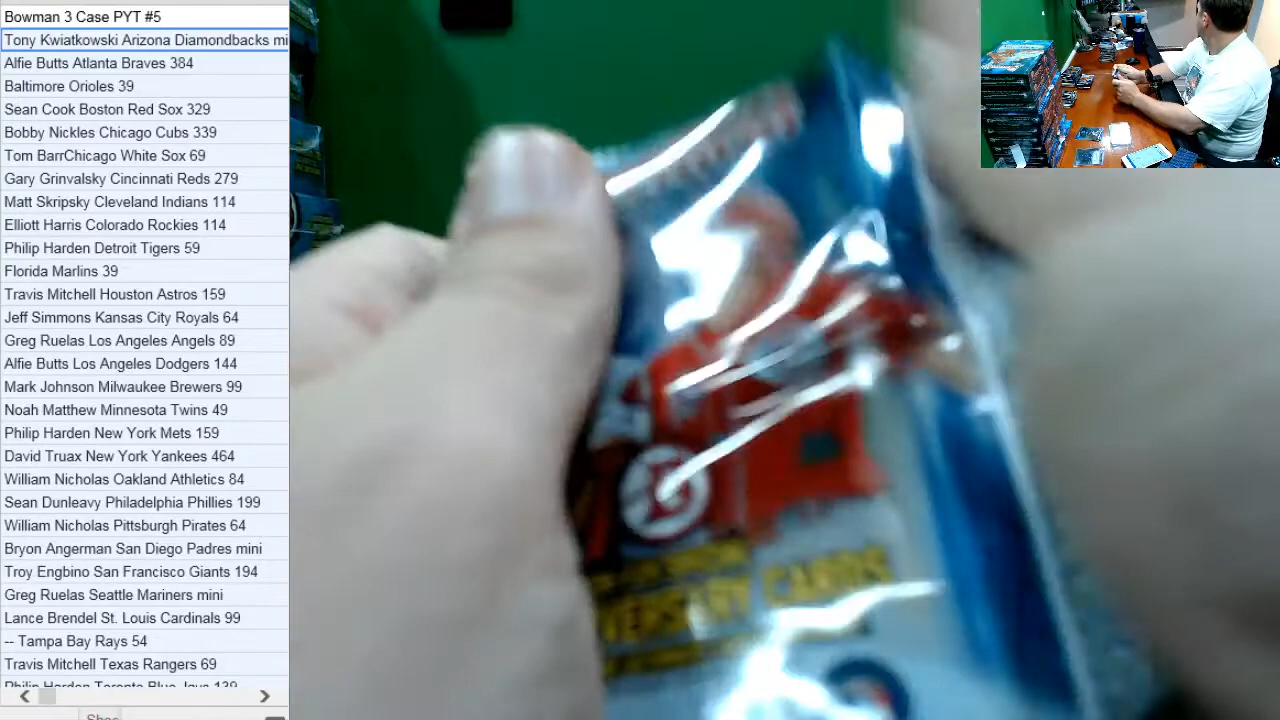 Bowman 3 Case PYT #5
Tony Kwiatkowski Arizona Diamondbacks mi
Alfie Butts Atlanta Braves 384
Baltimore Orioles 39
Sean Cook Boston Red Sox 329
Bobby Nickles Chicago Cubs 339
Tom BarrChicago White Sox 69
Gary Grinvalsky Cincinnati Reds 279
Matt Skripsky Cleveland Indians 114
Elliott Harris Colorado Rockies 114
Philip Harden Detroit Tigers 59
Florida Marlins 39
Travis Mitchell Houston Astros 159
Jeff Simmons Kansas City Royals 64
Greg Ruelas Los Angeles Angels 89
Alfie Butts Los Angeles Dodgers 144
Mark Johnson Milwaukee Brewers 99
Noah Matthew Minnesota Twins 49
Philip Harden New York Mets 159
David Truax New York Yankees 464
William Nicholas Oakland Athletics 84
Sean Dunleavy Philadelphia Phillies 199
William Nicholas Pittsburgh Pirates 64
Bryon Angerman San Diego Padres mini
Troy Engbino San Francisco Giants 194
Greg Ruelas Seattle Mariners mini
Lance Brendel St. Louis Cardinals 99
-- Tampa Bay Rays 54
Travis Mitchell Texas Rangers 69
Philip Harden Toronto Blue Jays 139
CARDS